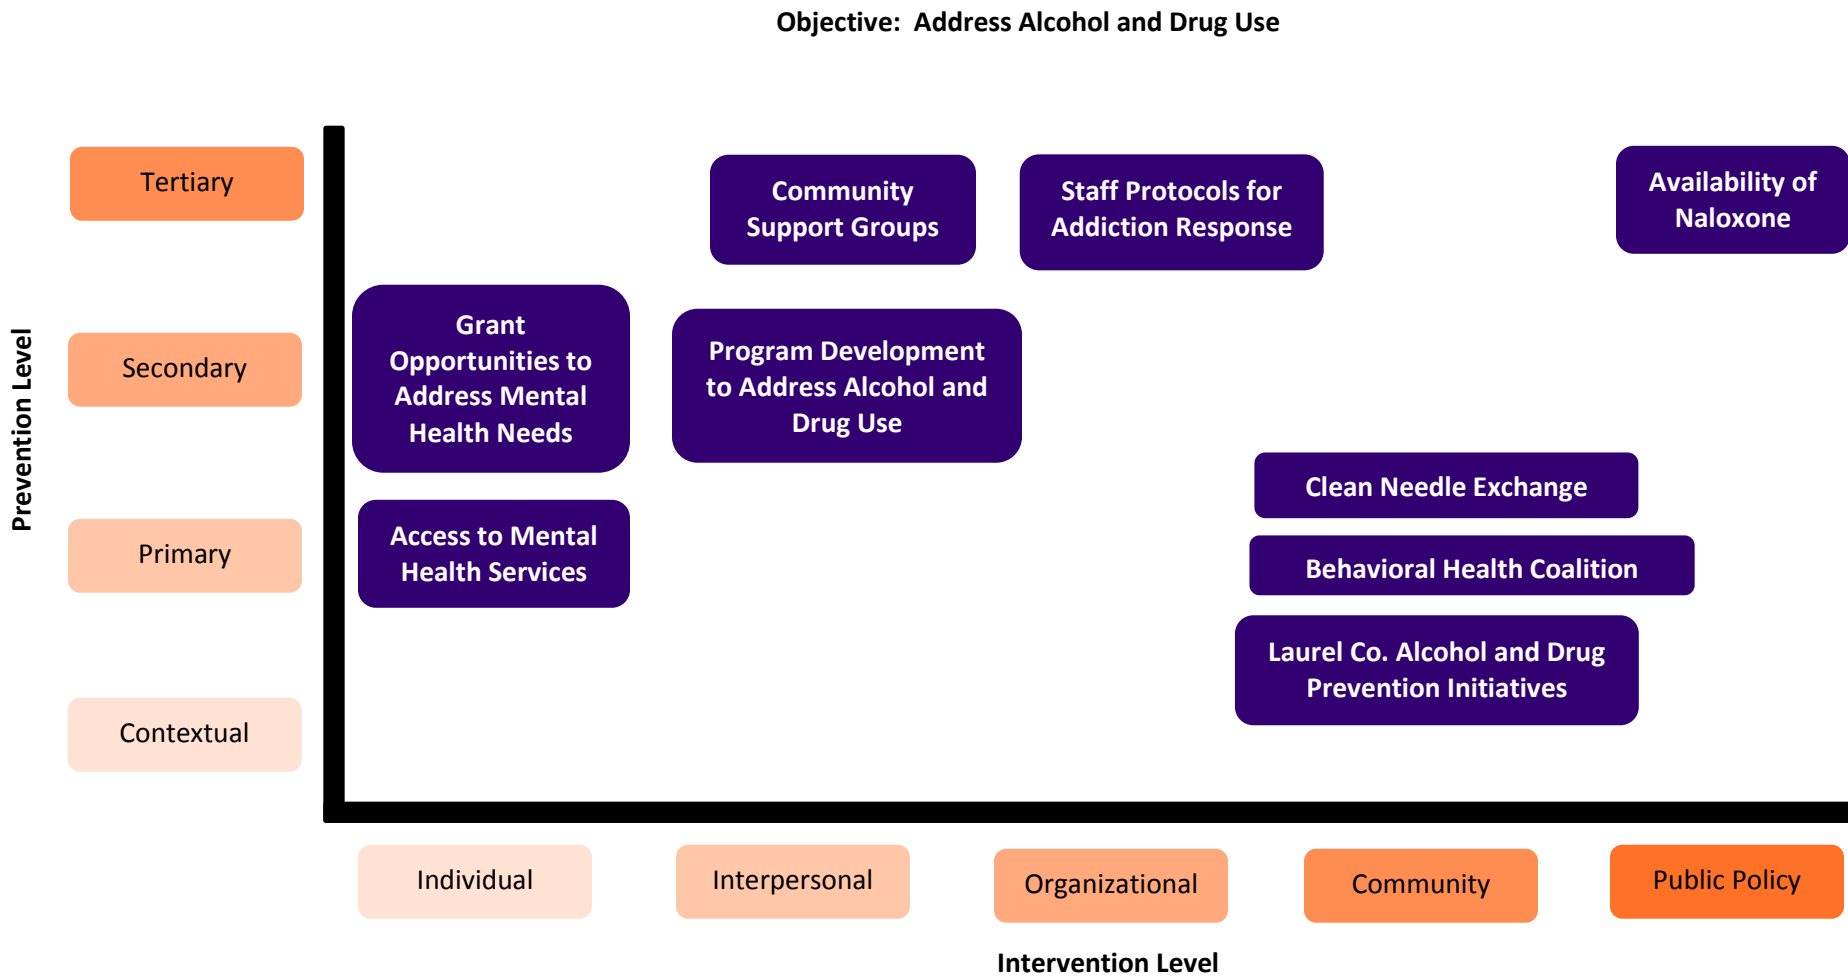 Objective:  Address Alcohol and Drug Use
Prevention Level
Tertiary
Community
Support Groups
Staff Protocols for
Addiction Response
Availability of
Naloxone
Secondary
Grant
Opportunities to
Address Mental
Health Needs
Program Development
to Address Alcohol and
Drug Use
Clean Needle Exchange
Primary
Access to Mental
Health Services
Behavioral Health Coalition
Laurel Co. Alcohol and Drug
Prevention Initiatives
Contextual
Individual
Interpersonal
Organizational
Community
Public Policy
Intervention Level